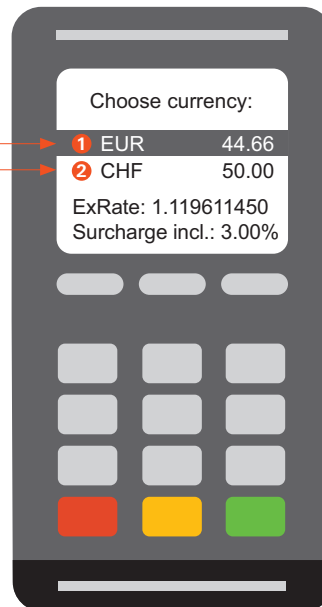 Choose currency:
1 EUR 44.66
2 CHF 50.00
ExRate: 1.119611450
Surcharge incl.: 3.00%